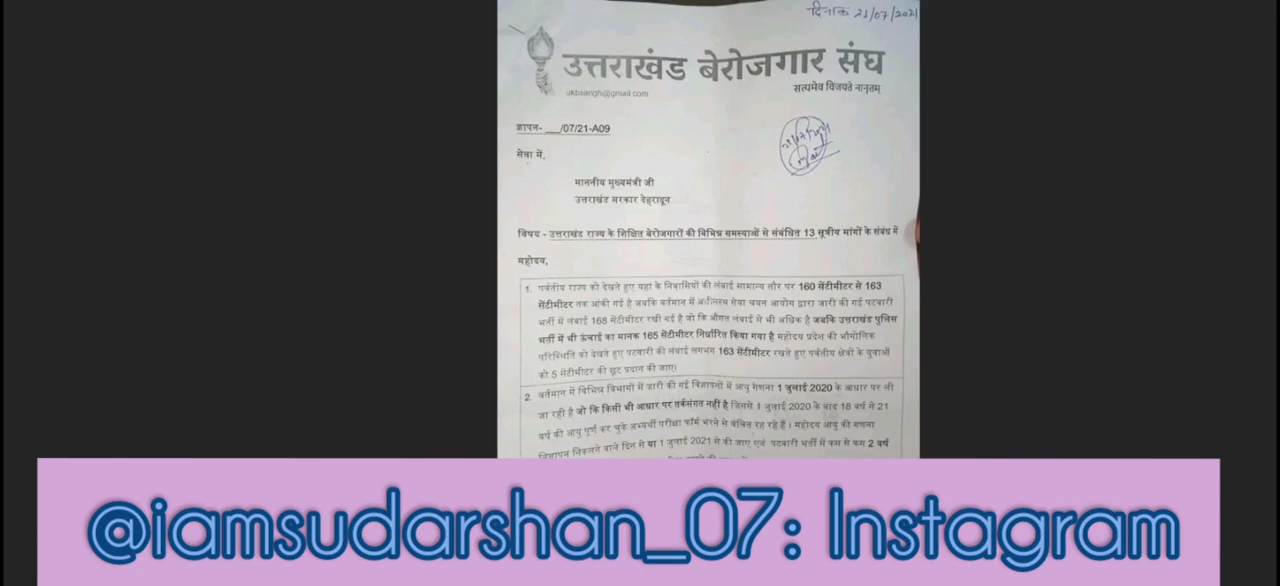 दिनांक 21/07/2021
उत्तराखंड बेरोजगार संघ
ukbsangh@gmail.com
सत्यमेव विजयते नानृतम्
ज्ञापन- __/07/21-A09
सेवा में,
माननीय मुख्यमंत्री जी
उत्तराखंड सरकार देहरादून
विषय - उत्तराखंड राज्य के शिक्षित बेरोजगारों की विभिन्न समस्याओं से संबंधित 13 सूत्रीय मांगों के संबंध में
महोदय,
1. पर्वतीय राज्य को देखते हुए यहां के निवासियों की लंबाई सामान्य तौर पर 160 सेंटीमीटर से 163
सेंटीमीटर तक आंकी गई है जबकि वर्तमान में अधीनस्थ सेवा चयन आयोग द्वारा जारी की गई पटवारी
भर्ती में लंबाई 168 सेंटीमीटर रखी गई है जो कि औसत लंबाई से भी अधिक है जबकि उत्तराखंड पुलिस
भर्ती में भी ऊंचाई का मानक 165 सेंटीमीटर निर्धारित किया गया है महोदय प्रदेश की भौगोलिक
परिस्थिति को देखते हुए पटवारी की लंबाई लगभग 163 सेंटीमीटर रखते हुए पर्वतीय क्षेत्रों के युवाओं
को 5 सेंटीमीटर की छूट प्रदान की जाए।
2. वर्तमान में विभिन्न विभागों में जारी की गई विज्ञापनों में आयु गणना 1 जुलाई 2020 के आधार पर ली
जा रही है जो कि किसी भी आधार पर तर्कसंगत नहीं है जिससे 1 जुलाई 2020 के बाद 18 वर्ष से 21
वर्ष की आयु पूर्ण कर चुके अभ्यर्थी परीक्षा फॉर्म भरने से वंचित रह रहे हैं। महोदय आयु की गणना
विज्ञापन निकलने वाले दिन से या 1 जुलाई 2021 से की जाए एवं पटवारी भर्ती में कम से कम 2 वर्ष
@iamsudarshan_07: Instagram